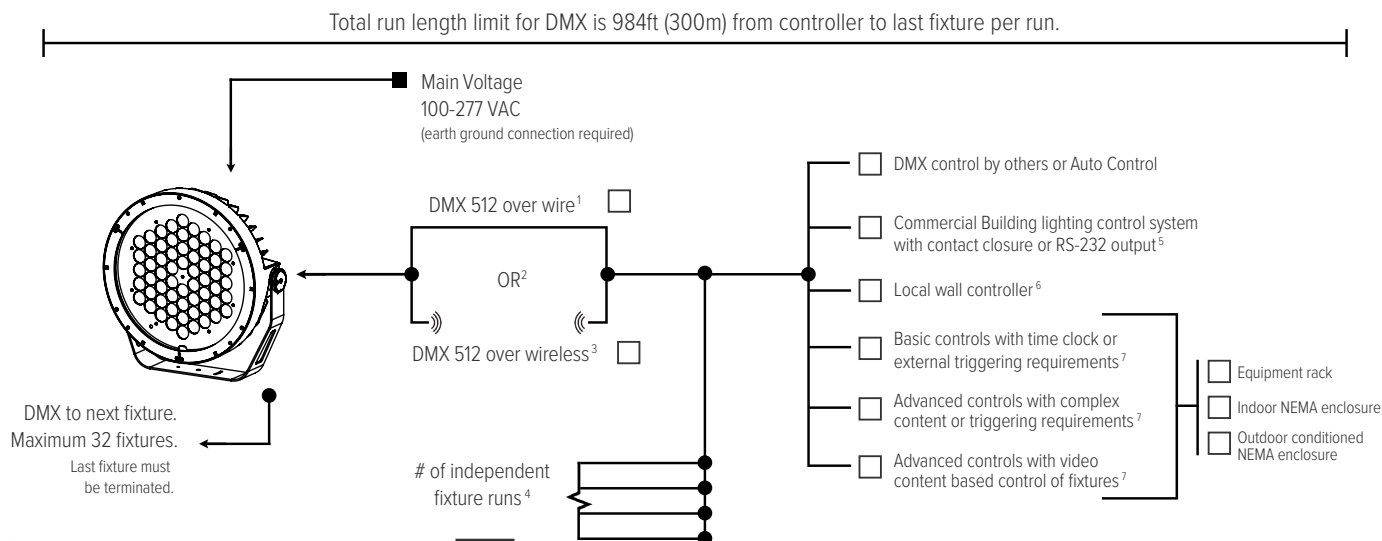 Total run length limit for DMX is 984ft (300m) from controller to last fixture per run.
Main Voltage
100-277 VAC
(earth ground connection required)
DMX 512 over wire¹
OR²
DMX 512 over wireless³
DMX to next fixture.
Maximum 32 fixtures.
Last fixture must
be terminated.
# of independent
fixture runs⁴
DMX control by others or Auto Control
Commercial Building lighting control system
with contact closure or RS-232 output⁵
Local wall controller⁶
Basic controls with time clock or
external triggering requirements⁷
Advanced controls with complex
content or triggering requirements⁷
Advanced controls with video
content based control of fixtures⁷
Equipment rack
Indoor NEMA enclosure
Outdoor conditioned
NEMA enclosure